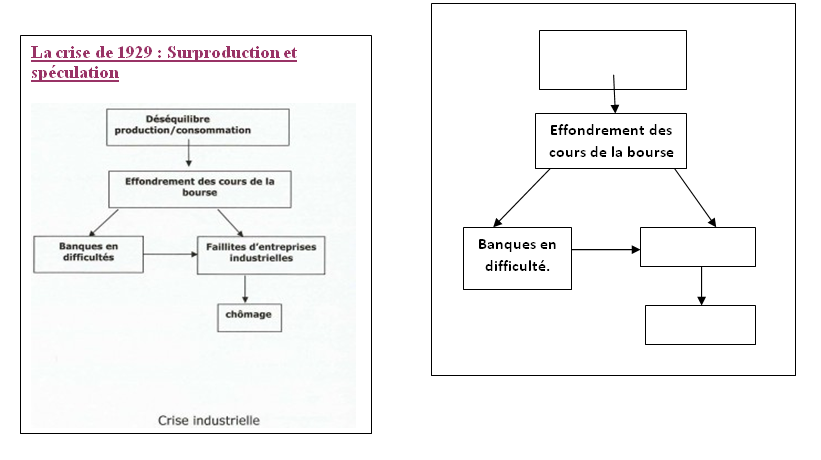 La crise de 1929 : Surproduction et
spéculation
Déséquilibre
production/consommation
Effondrement des cours de la
bourse
Banques en
difficultés
Faillites d'entreprises
industrielles
chômage
Crise industrielle
Effondrement des
cours de la bourse
Banques en
difficulté.